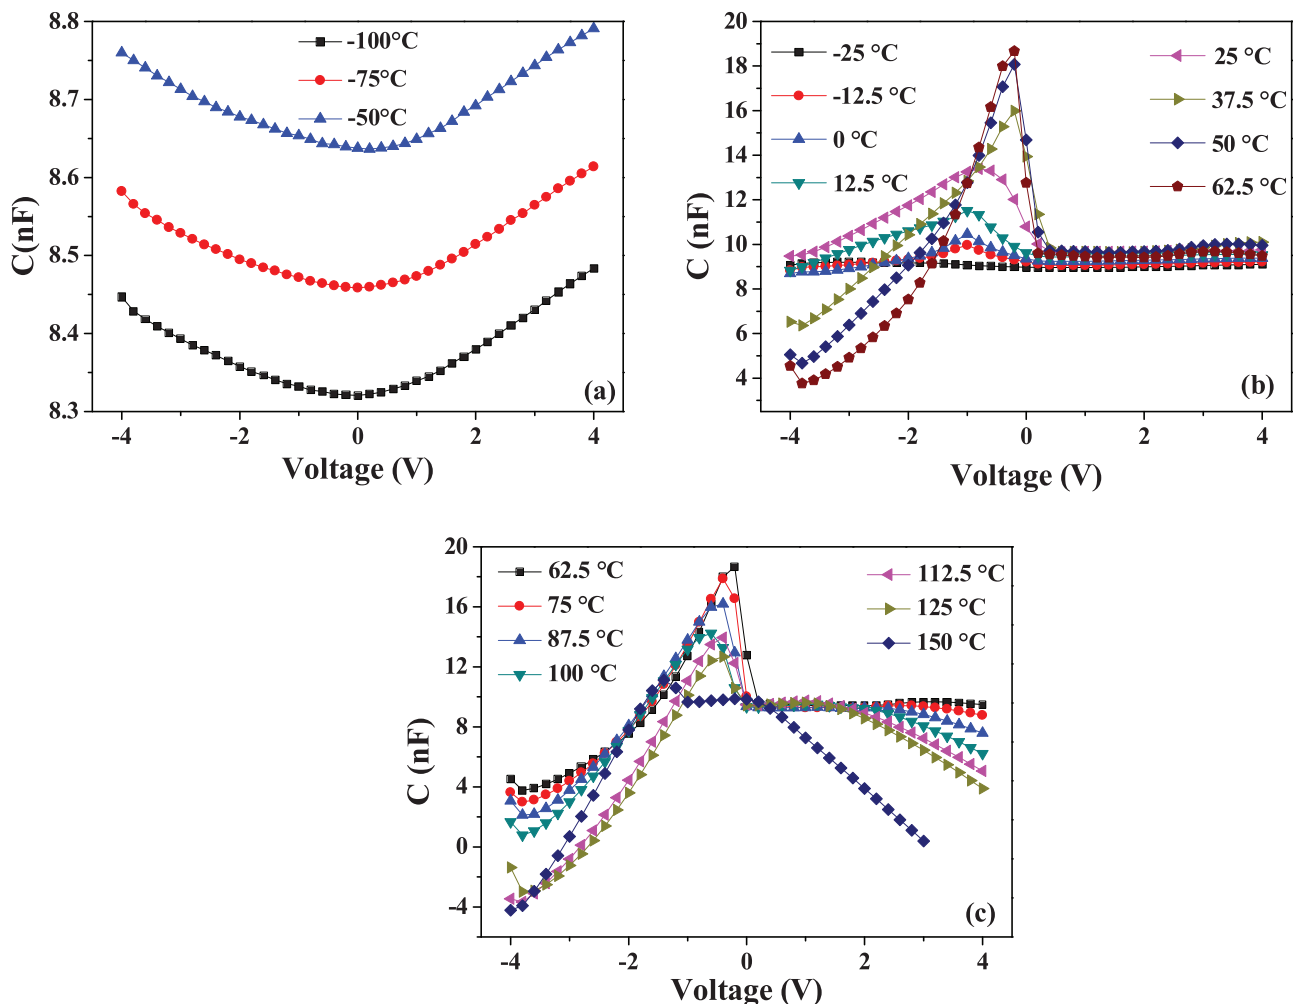 8.8
8.7
8.6
8.5
8.4
8.3
C(nF)
-100°C
-75°C
-50°C
(a)
-4
-2
0
2
4
Voltage (V)
20
18
16
14
12
10
8
6
4
C (nF)
-25 °C
-12.5 °C
0 °C
12.5 °C
25 °C
37.5 °C
50 °C
62.5 °C
(b)
-4
-2
0
2
4
Voltage (V)
20
16
12
8
4
0
-4
C (nF)
62.5 °C
75 °C
87.5 °C
100 °C
112.5 °C
125 °C
150 °C
(c)
-4
-2
0
2
4
Voltage (V)